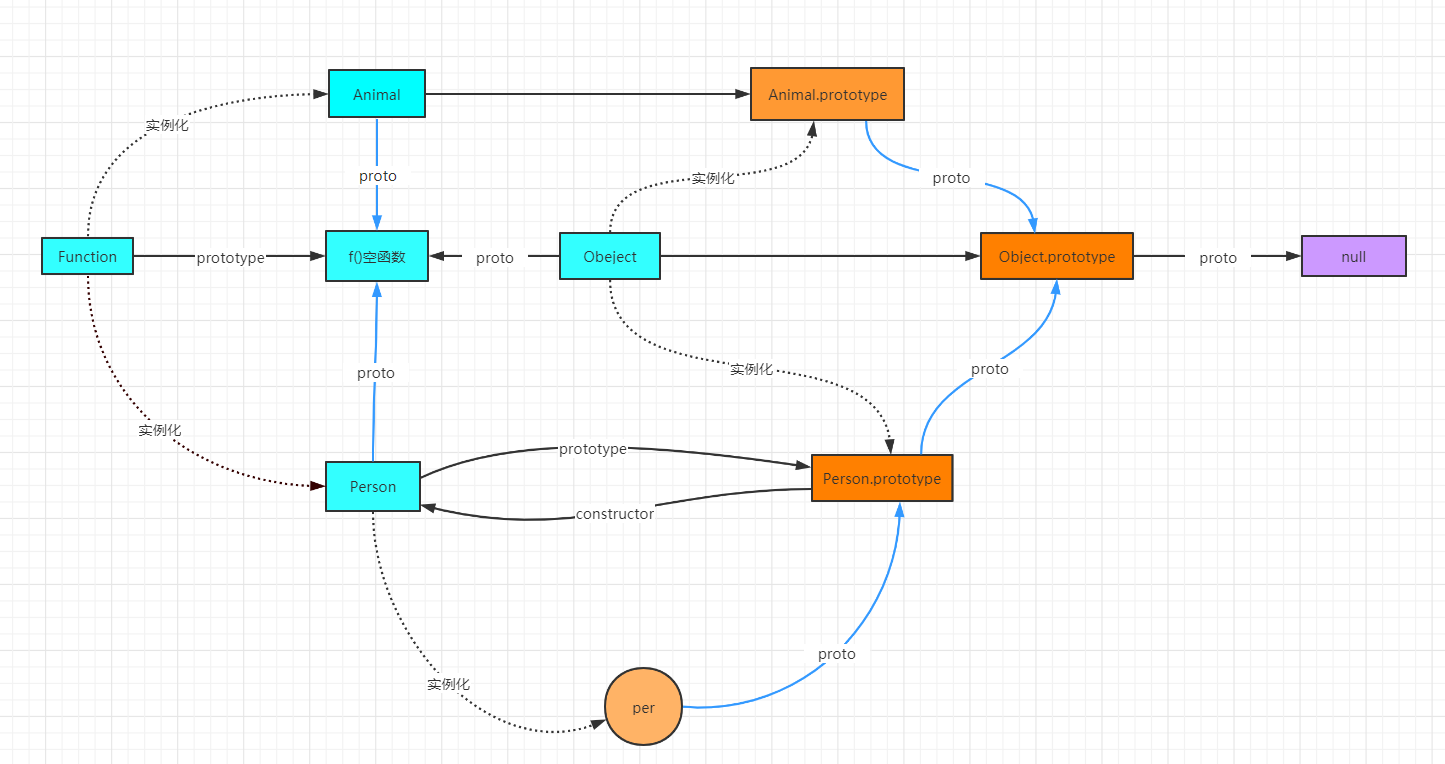 Animal
Animal.prototype
实例化
proto
实例化
proto
Function
prototype
f()空函数
proto
Obeject
Object.prototype
proto
null
proto
实例化
proto
实例化
prototype
Person
Person.prototype
constructor
proto
实例化
per